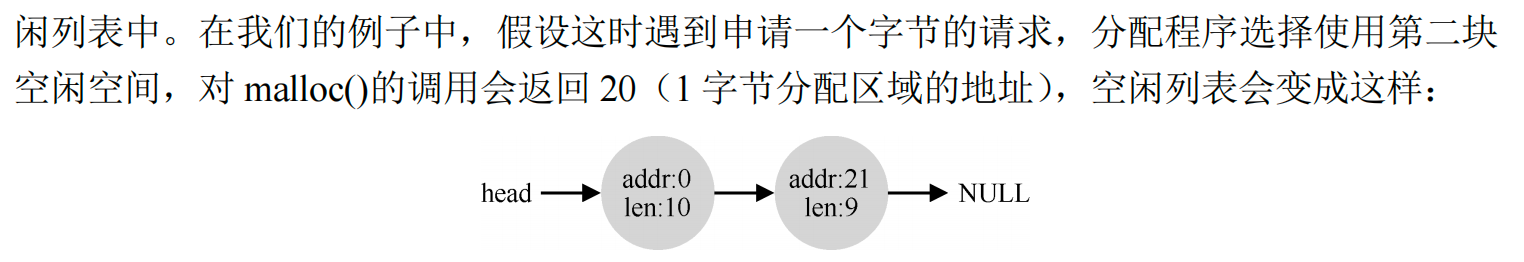 闲列表中。在我们的例子中，假设这时遇到申请一个字节的请求，分配程序选择使用第二块
空闲空间，对 malloc()的调用会返回 20（1 字节分配区域的地址），空闲列表会变成这样：
head addr:0 addr:21 NULL
len:10 len:9